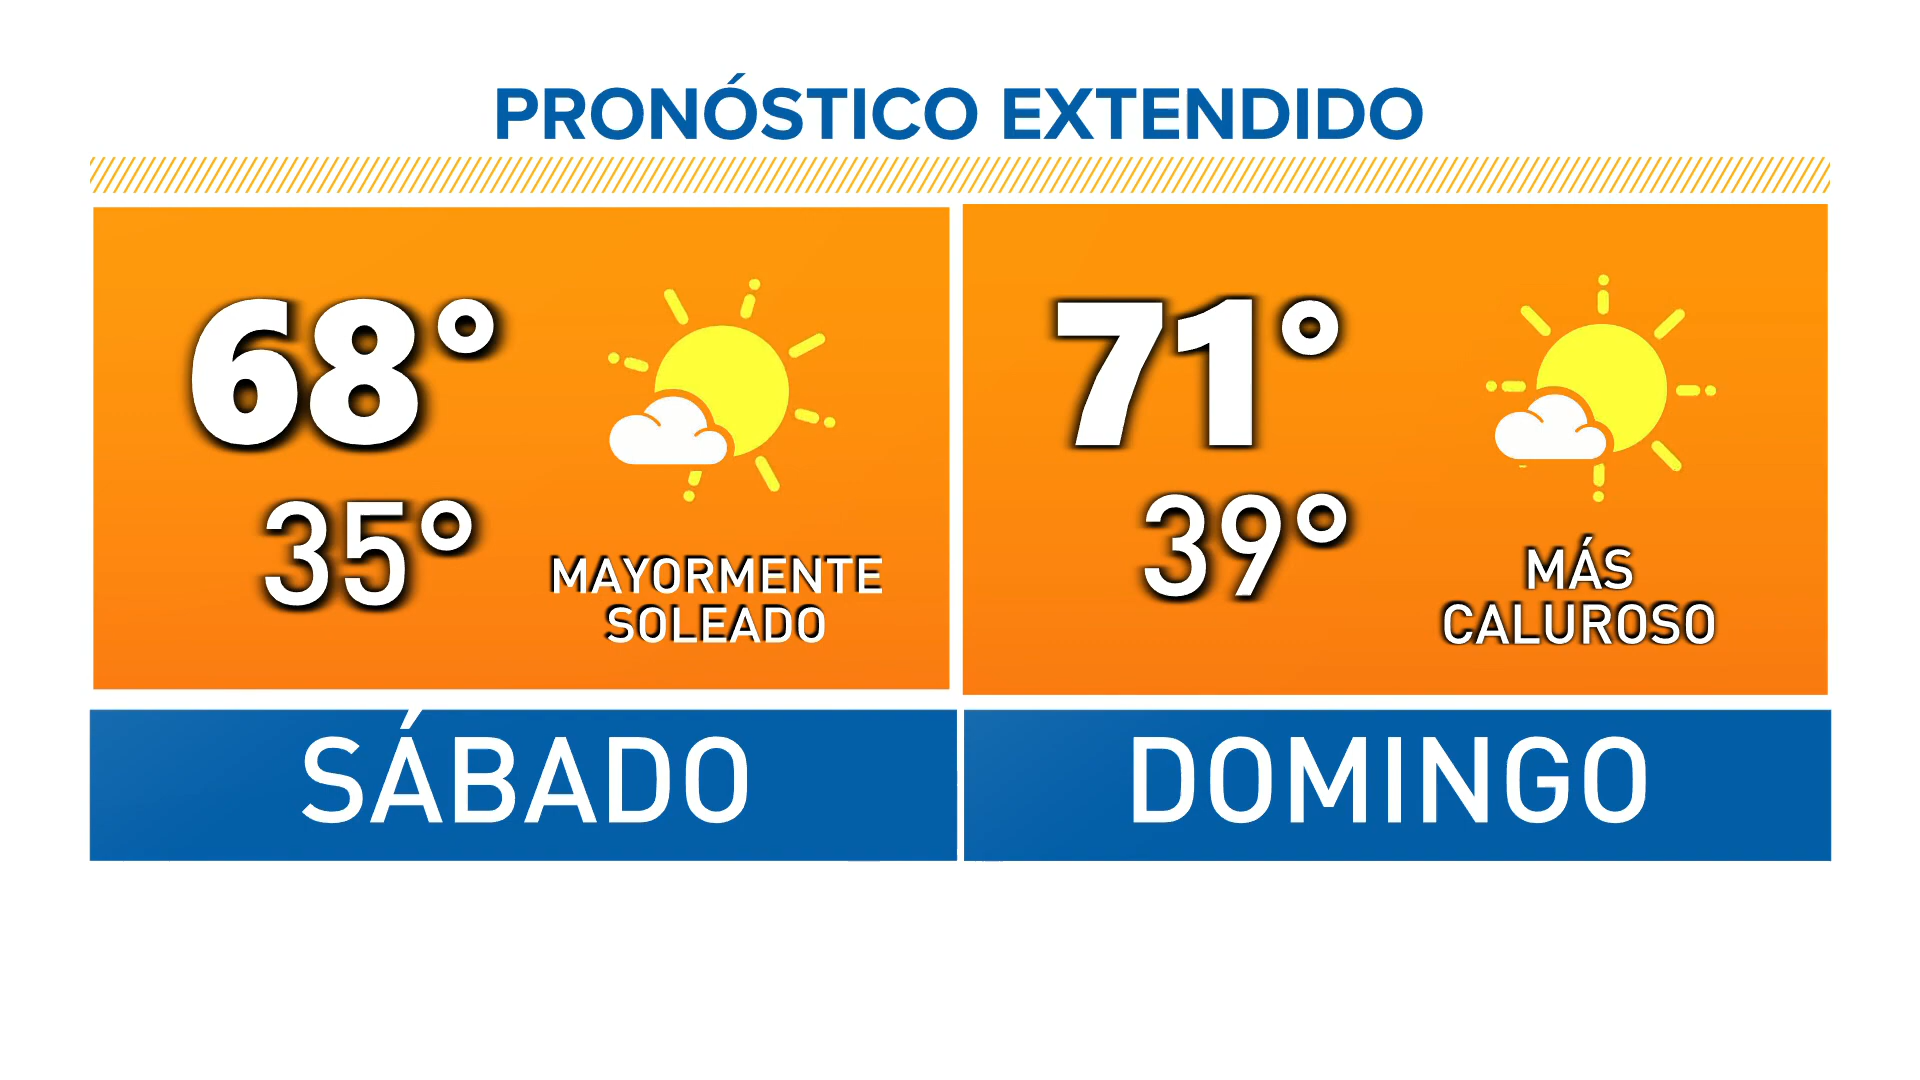 PRONÓSTICO EXTENDIDO
68°
35°
MAYORMENTE
SOLEADO
SÁBADO
71°
39°
MÁS
CALUROSO
DOMINGO